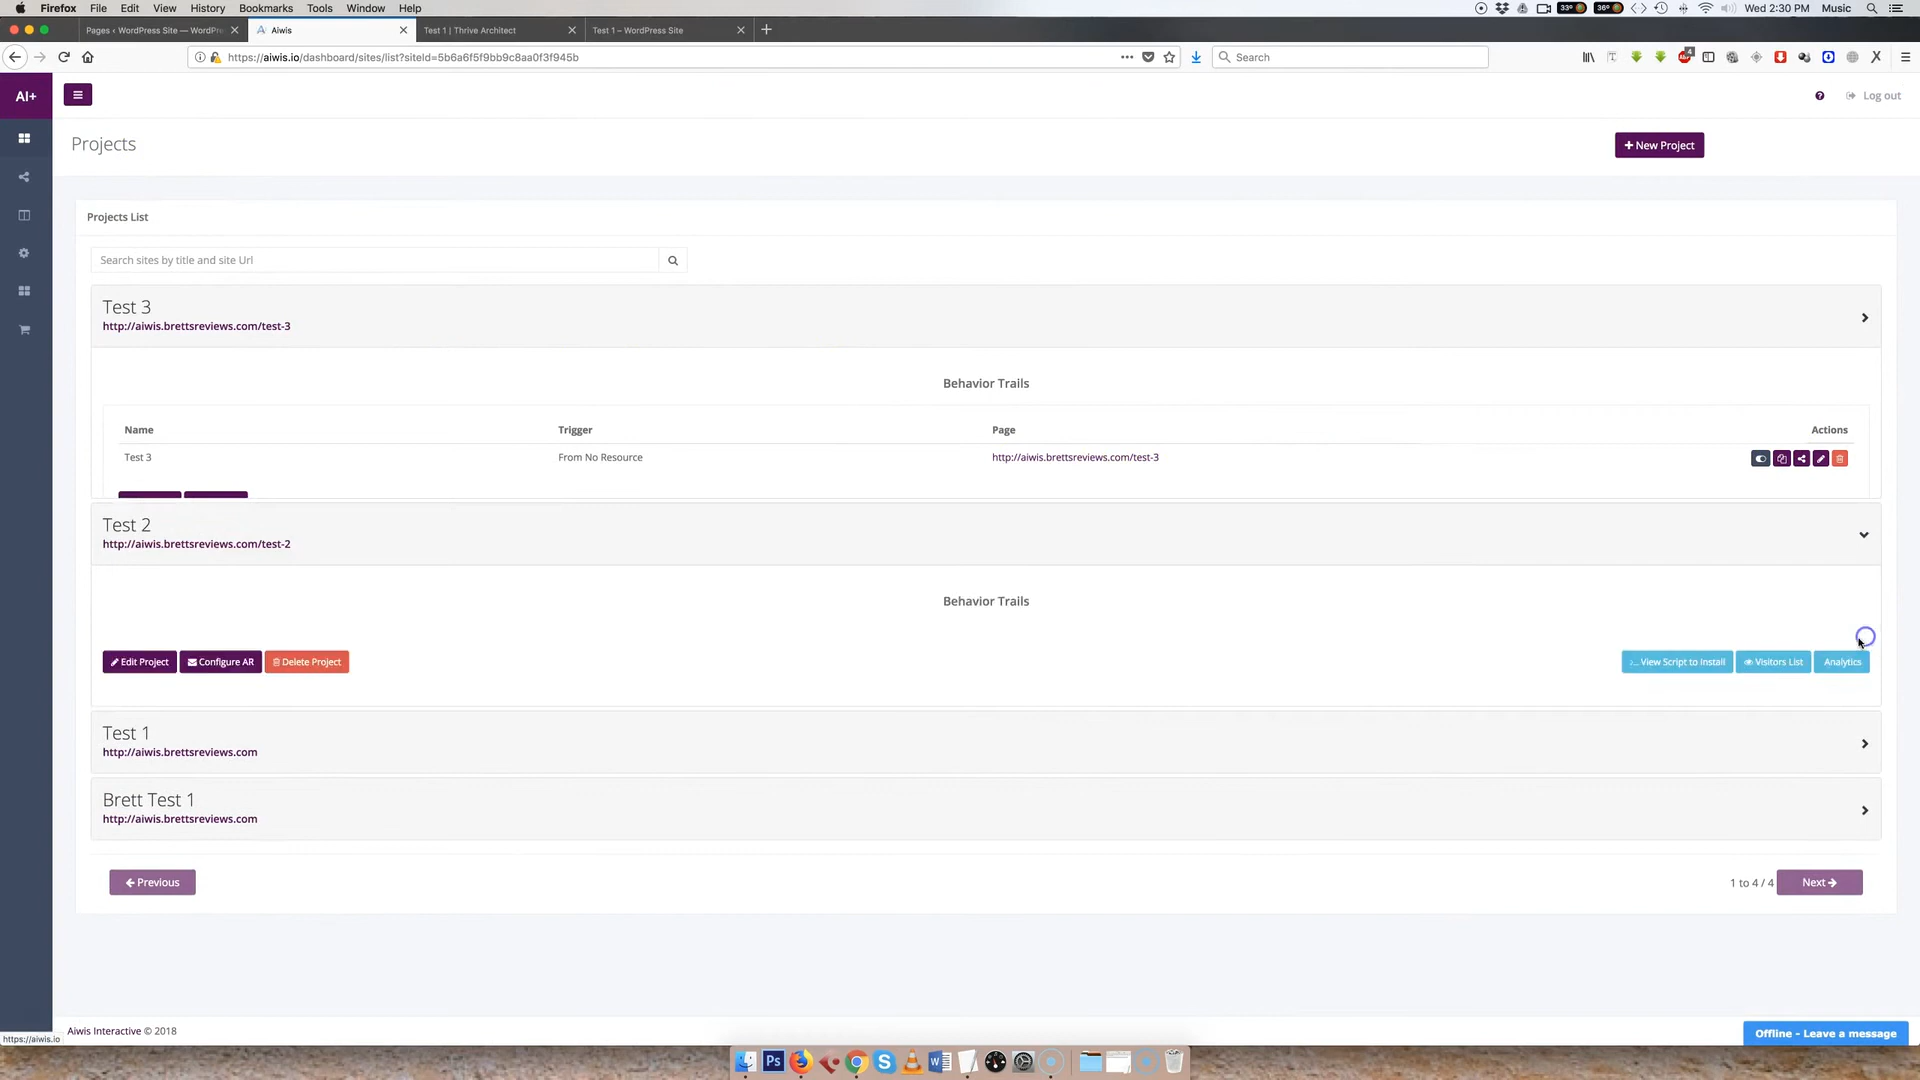 Firefox File Edit View History Bookmarks Tools Window Help
33° 36° Wed 2:30 PM Music
Pages ‹ WordPress Site — WordPre
Aiwis
Test 1 | Thrive Architect
Test 1 – WordPress Site
https://aiwis.io/dashboard/sites/list?siteId=5b6a6f5f9bb9c8aa0f3f945b
Search
4
AI+
Log out
Projects
New Project
Projects List
Search sites by title and site Url
Test 3
http://aiwis.brettsreviews.com/test-3
Behavior Trails
Name Trigger Page Actions
Test 3 From No Resource http://aiwis.brettsreviews.com/test-3
Test 2
http://aiwis.brettsreviews.com/test-2
Behavior Trails
Edit Project Configure AR Delete Project View Script to Install Visitors List Analytics
Test 1
http://aiwis.brettsreviews.com
Brett Test 1
http://aiwis.brettsreviews.com
Previous 1 to 4 / 4 Next
Aiwis Interactive © 2018
https://aiwis.io
Offline - Leave a message
Ps
S
W